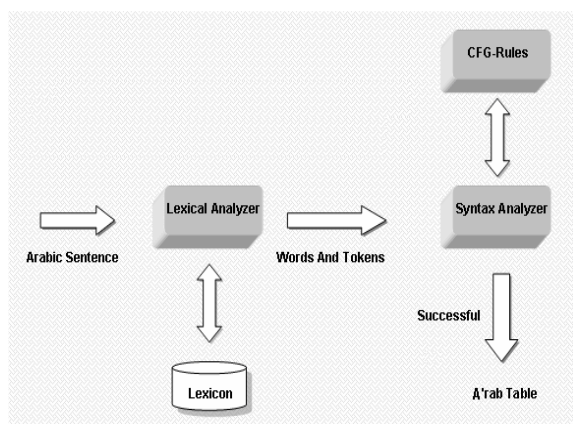 CFG-Rules
Lexical Analyzer
Syntax Analyzer
Arabic Sentence
Words And Tokens
Successful
Lexicon
Д'rab Table